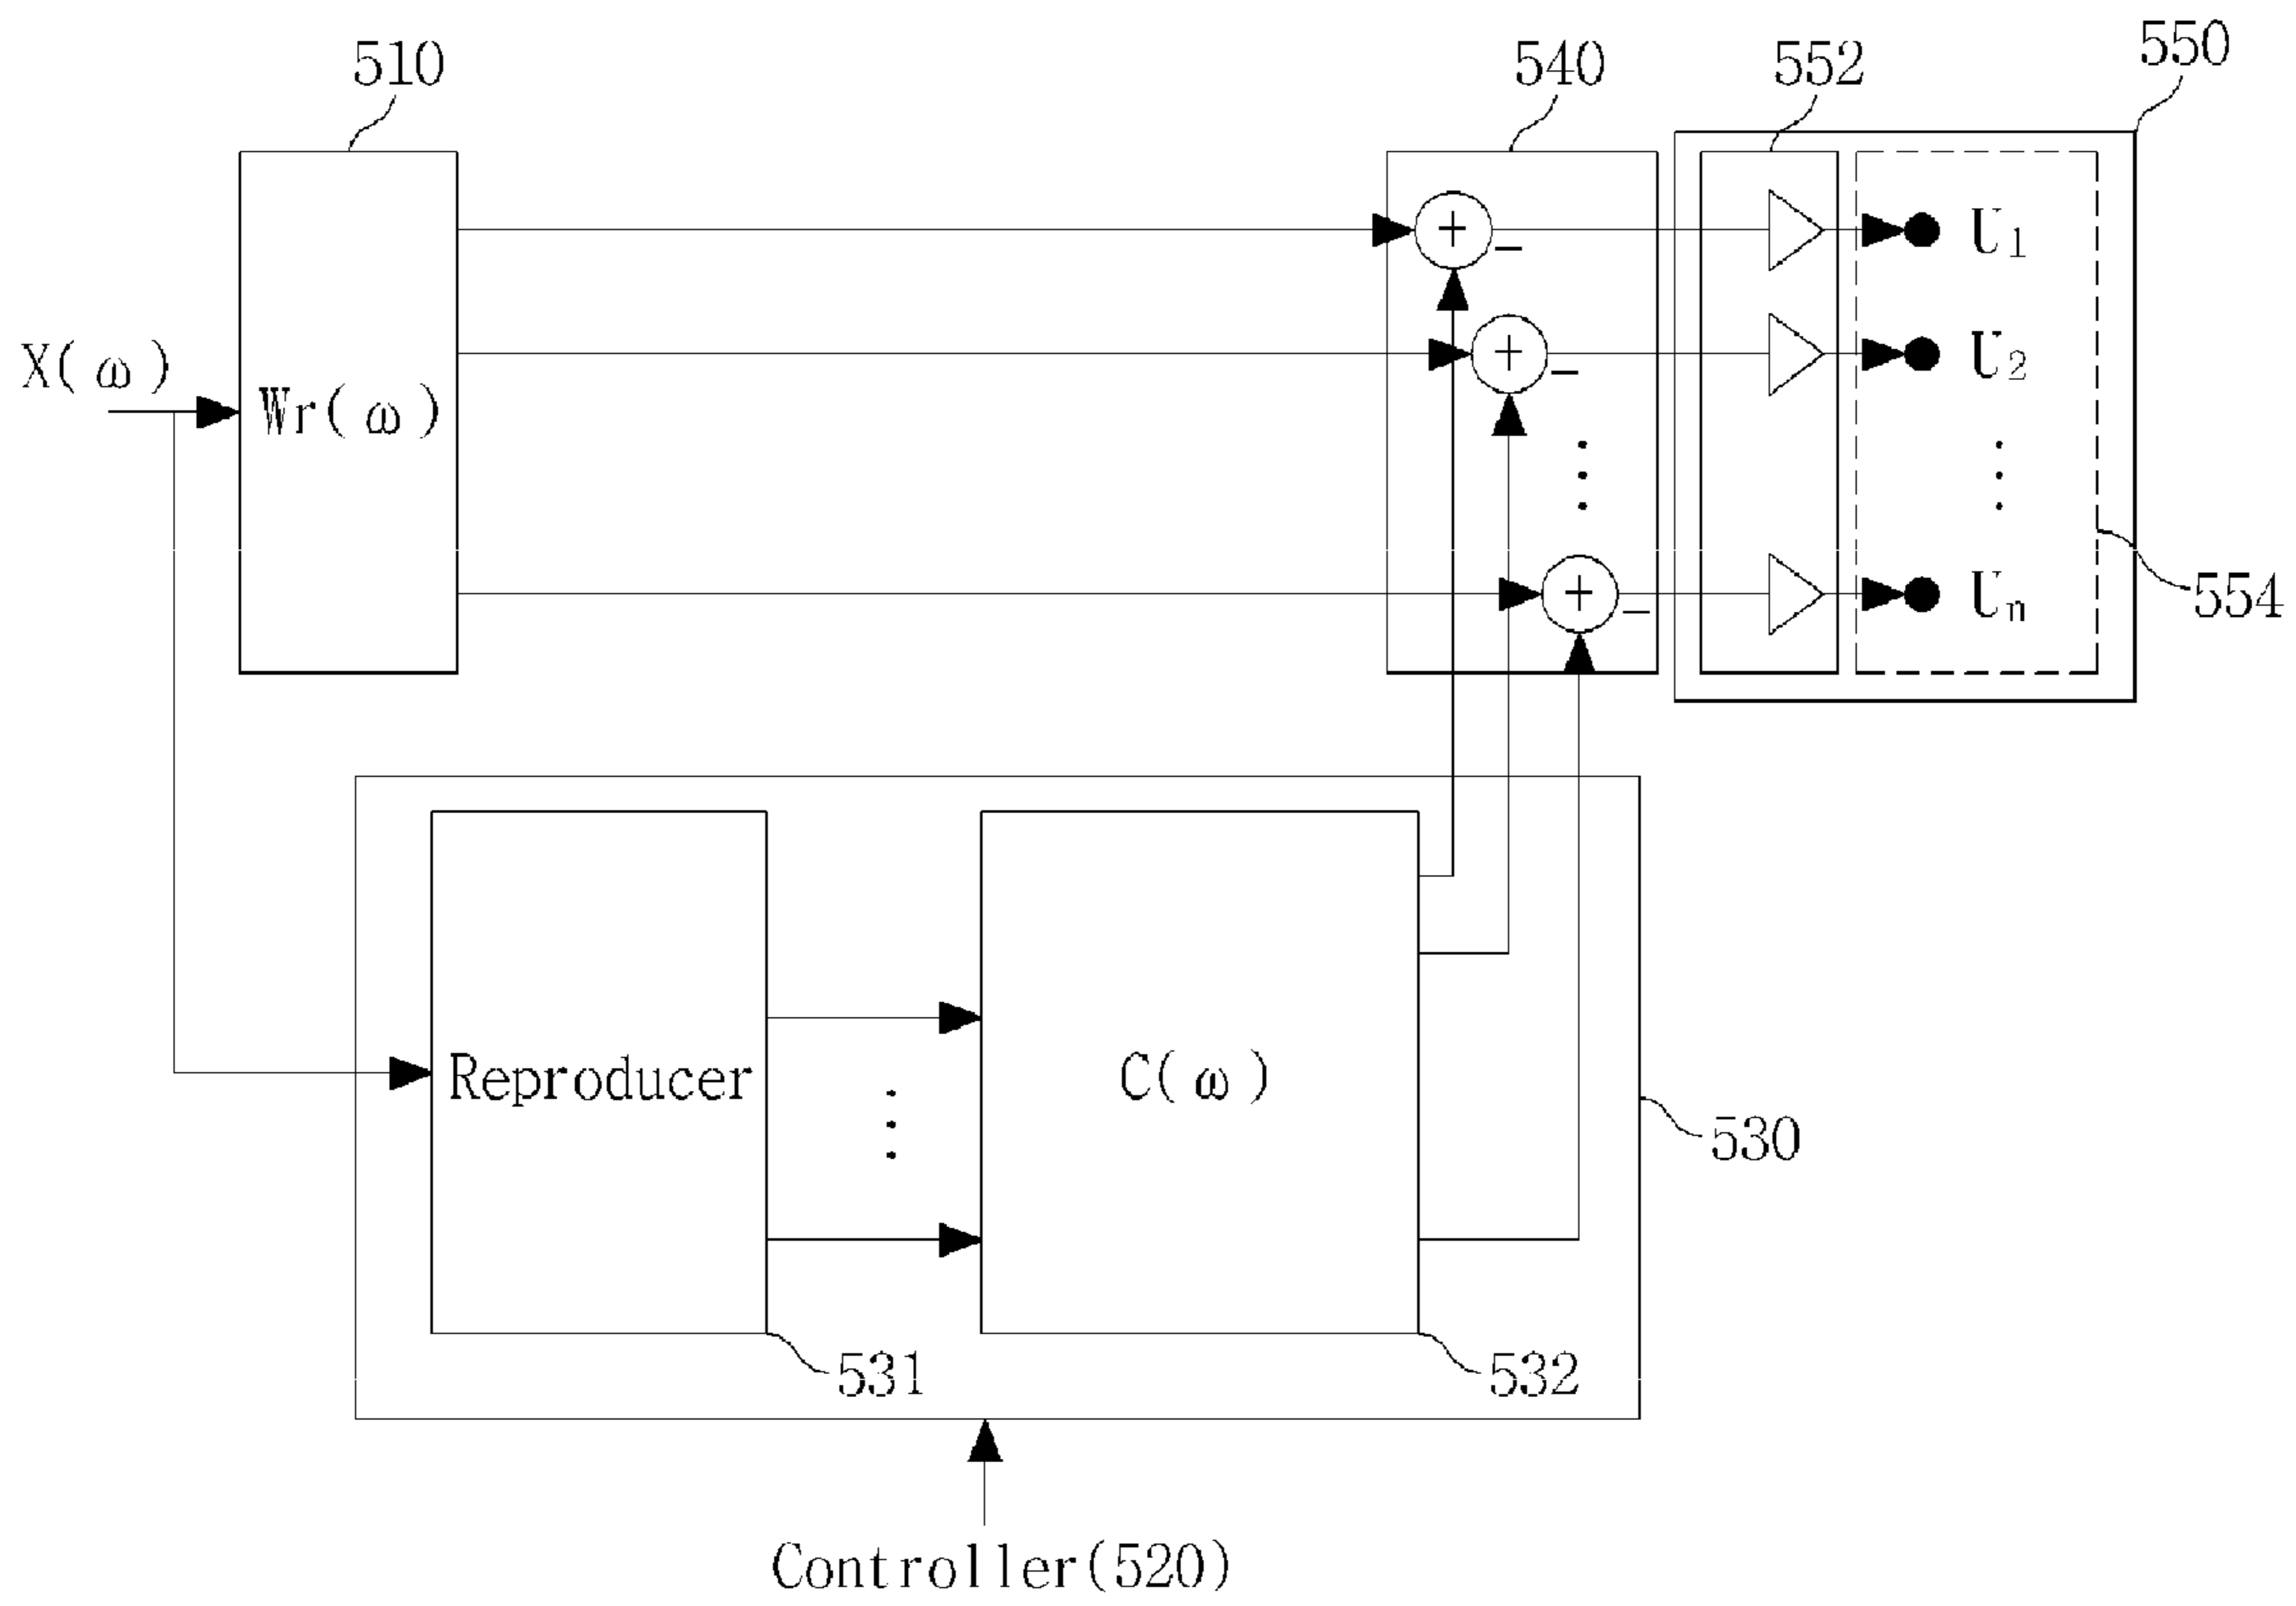 510
540
552
550
X(ω)
Wr(ω)
+
−
U1
+
−
U2
+
−
Un
554
Reproducer
C(ω)
530
531
532
Controller(520)